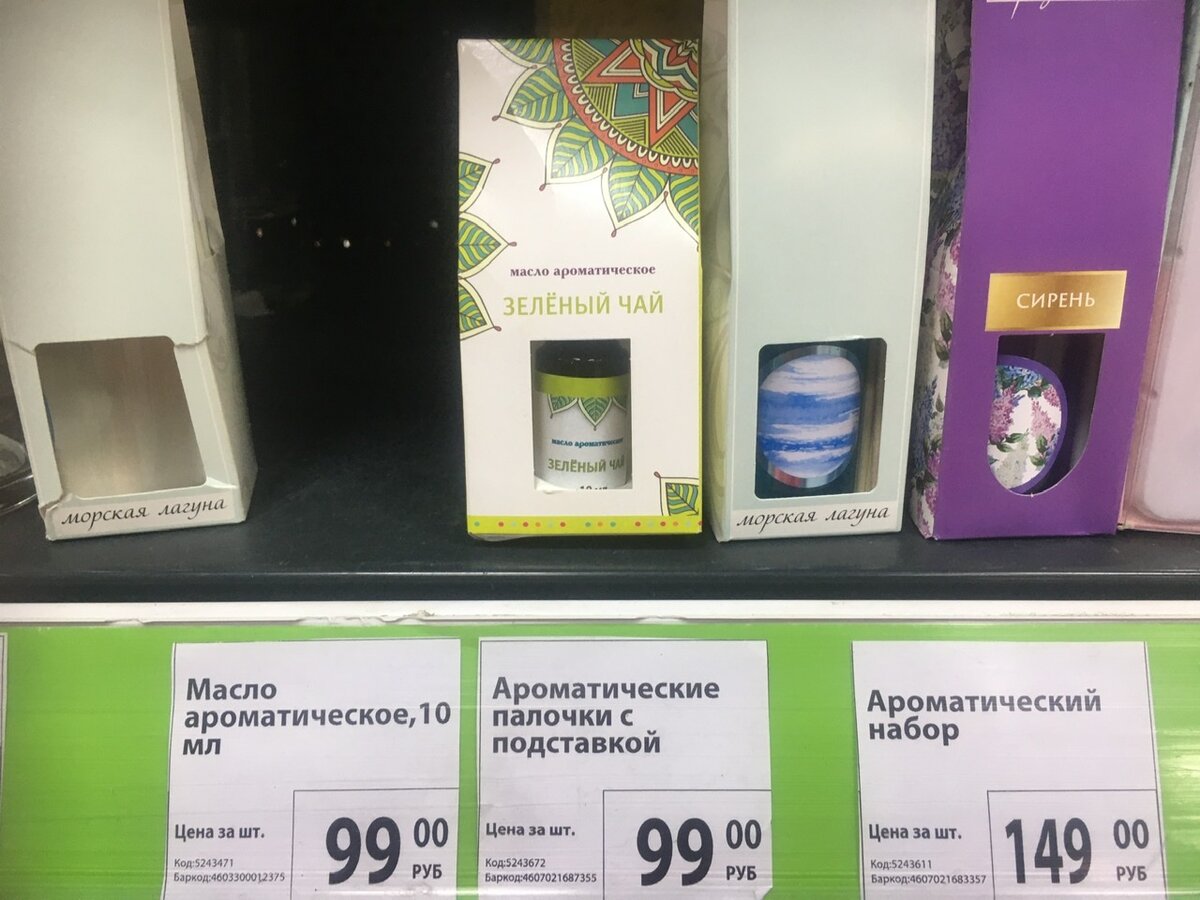 масло ароматическое
ЗЕЛЁНЫЙ ЧАЙ
масло ароматическое
ЗЕЛЁНЫЙ ЧАЙ
морская лагуна
морская лагуна
СИРЕНЬ
Масло
ароматическое,10
мл
Цена за шт.
Код:5243471
Баркод:4603300012375
99 00
РУБ
Ароматические
палочки с
подставкой
Цена за шт.
Код:5243672
Баркод:4607021687355
99 00
РУБ
Ароматический
набор
Цена за шт.
Код:5243611
Баркод:4607021683357
149 00
РУБ